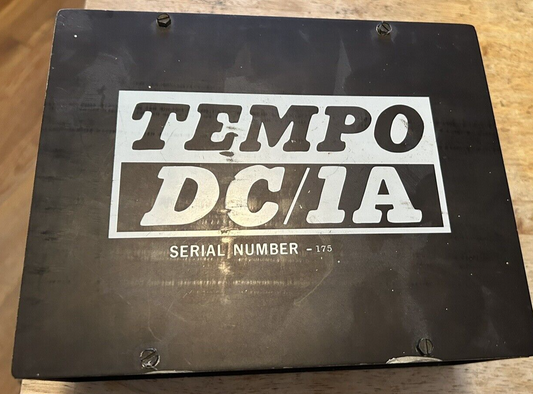 TEMPO
DC/1A
SERIAL NUMBER - 175